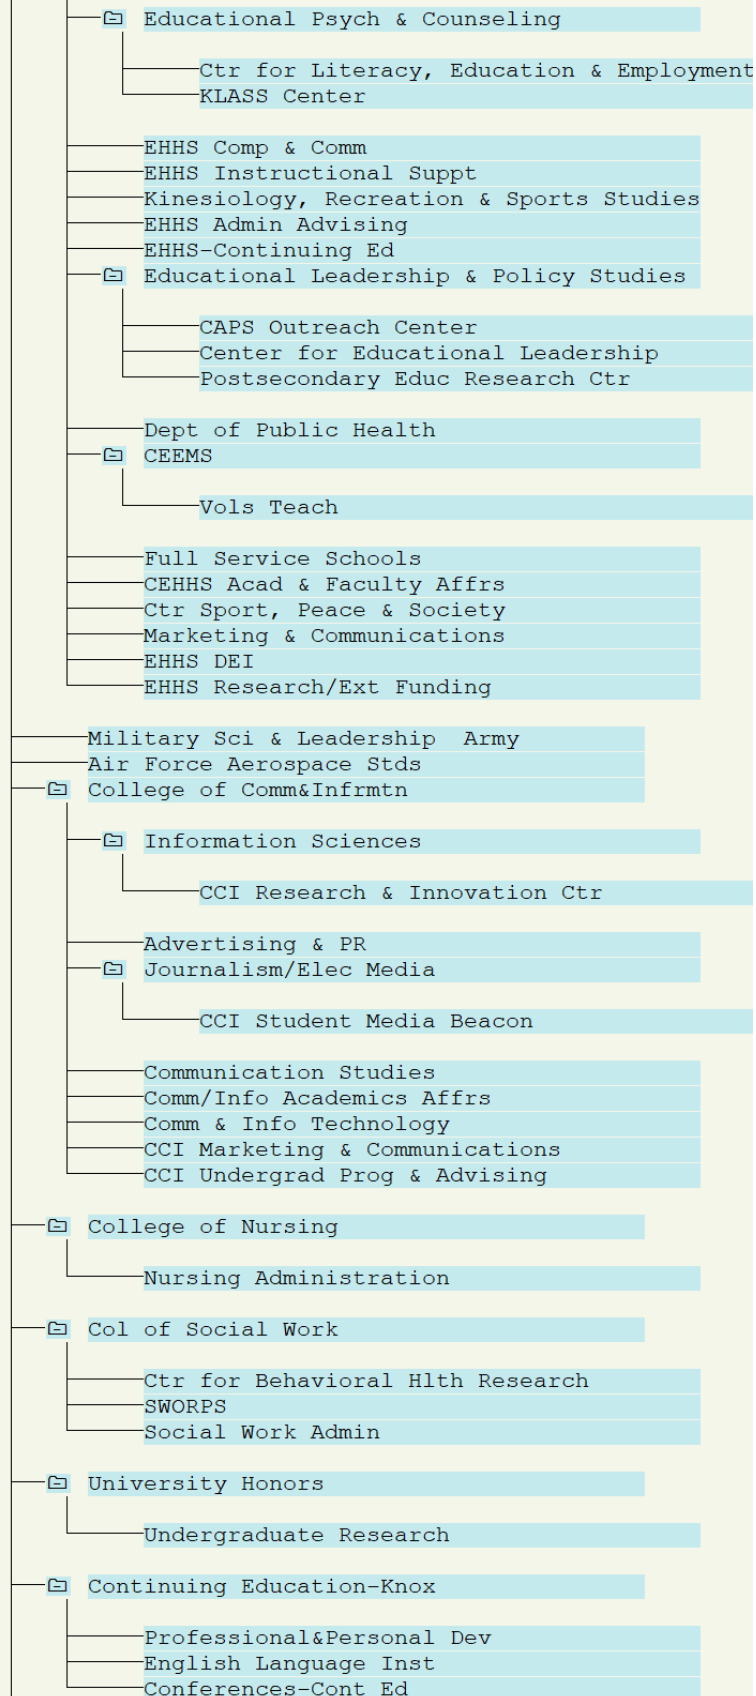 Educational Psych & Counseling
Ctr for Literacy, Education & Employment
KLASS Center
EHHS Comp & Comm
EHHS Instructional Suppt
Kinesiology, Recreation & Sports Studies
EHHS Admin Advising
EHHS-Continuing Ed
Educational Leadership & Policy Studies
CAPS Outreach Center
Center for Educational Leadership
Postsecondary Educ Research Ctr
Dept of Public Health
CEEMS
Vols Teach
Full Service Schools
CEHHS Acad & Faculty Affrs
Ctr Sport, Peace & Society
Marketing & Communications
EHHS DEI
EHHS Research/Ext Funding
Military Sci & Leadership  Army
Air Force Aerospace Stds
College of Comm&Infrmtn
Information Sciences
CCI Research & Innovation Ctr
Advertising & PR
Journalism/Elec Media
CCI Student Media Beacon
Communication Studies
Comm/Info Academics Affrs
Comm & Info Technology
CCI Marketing & Communications
CCI Undergrad Prog & Advising
College of Nursing
Nursing Administration
Col of Social Work
Ctr for Behavioral Hlth Research
SWORPS
Social Work Admin
University Honors
Undergraduate Research
Continuing Education-Knox
Professional&Personal Dev
English Language Inst
Conferences-Cont Ed